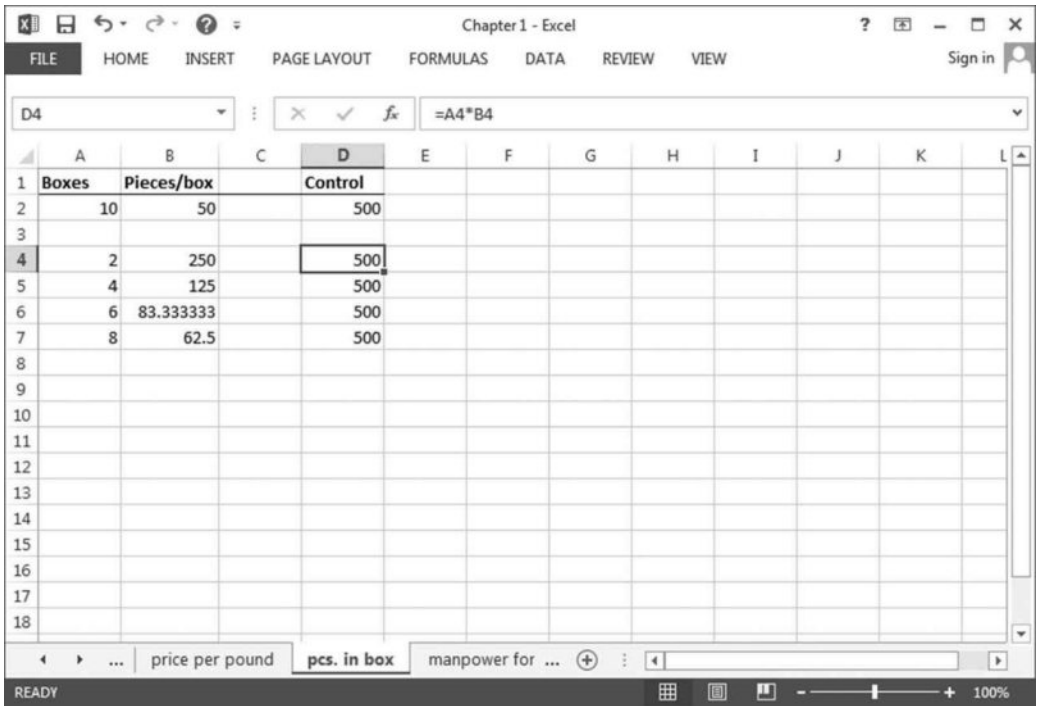 Chapter 1 - Excel
?
FILE HOME INSERT PAGE LAYOUT FORMULAS DATA REVIEW VIEW Sign in
D4 fx =A4*B4
A B C D E F G H I J K L
1 Boxes Pieces/box Control
2 10 50 500
3
4 2 250 500
5 4 125 500
6 6 83.333333 500
7 8 62.5 500
8
9
10
11
12
13
14
15
16
17
18
... price per pound pcs. in box manpower for ...
READY 100%